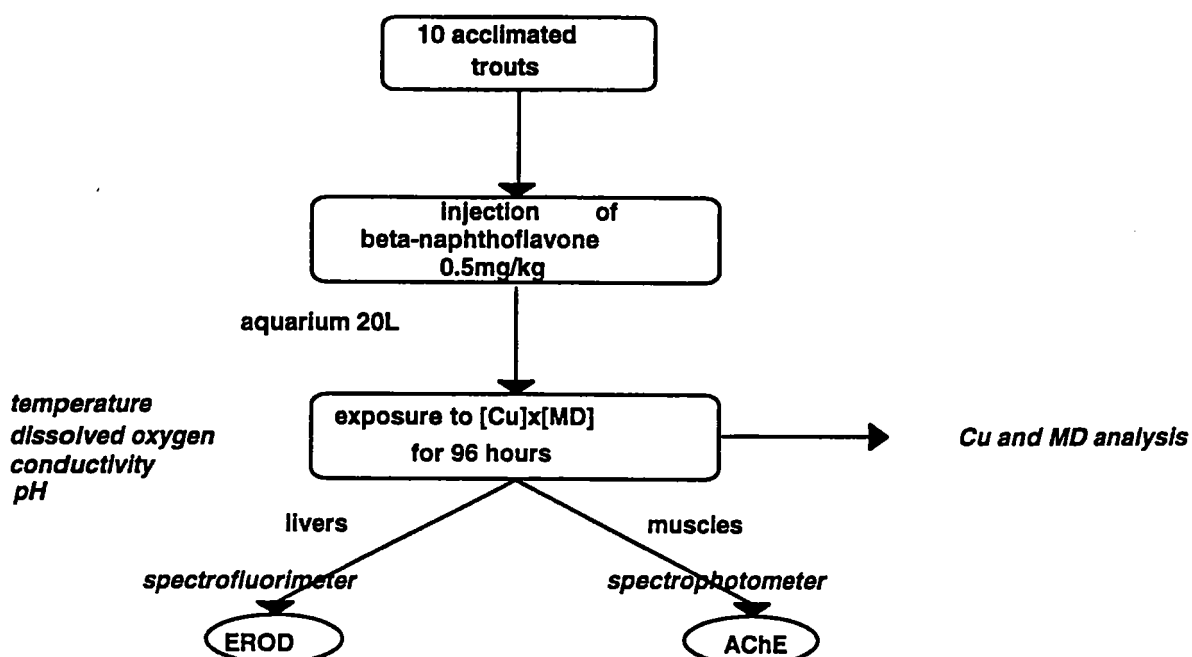 10 acclimated
trouts
injection of
beta-naphthoflavone
0.5mg/kg
aquarium 20L
temperature
dissolved oxygen
conductivity
pH
exposure to [Cu]x[MD]
for 96 hours
Cu and MD analysis
livers
muscles
spectrofluorimeter
spectrophotometer
EROD
AChE